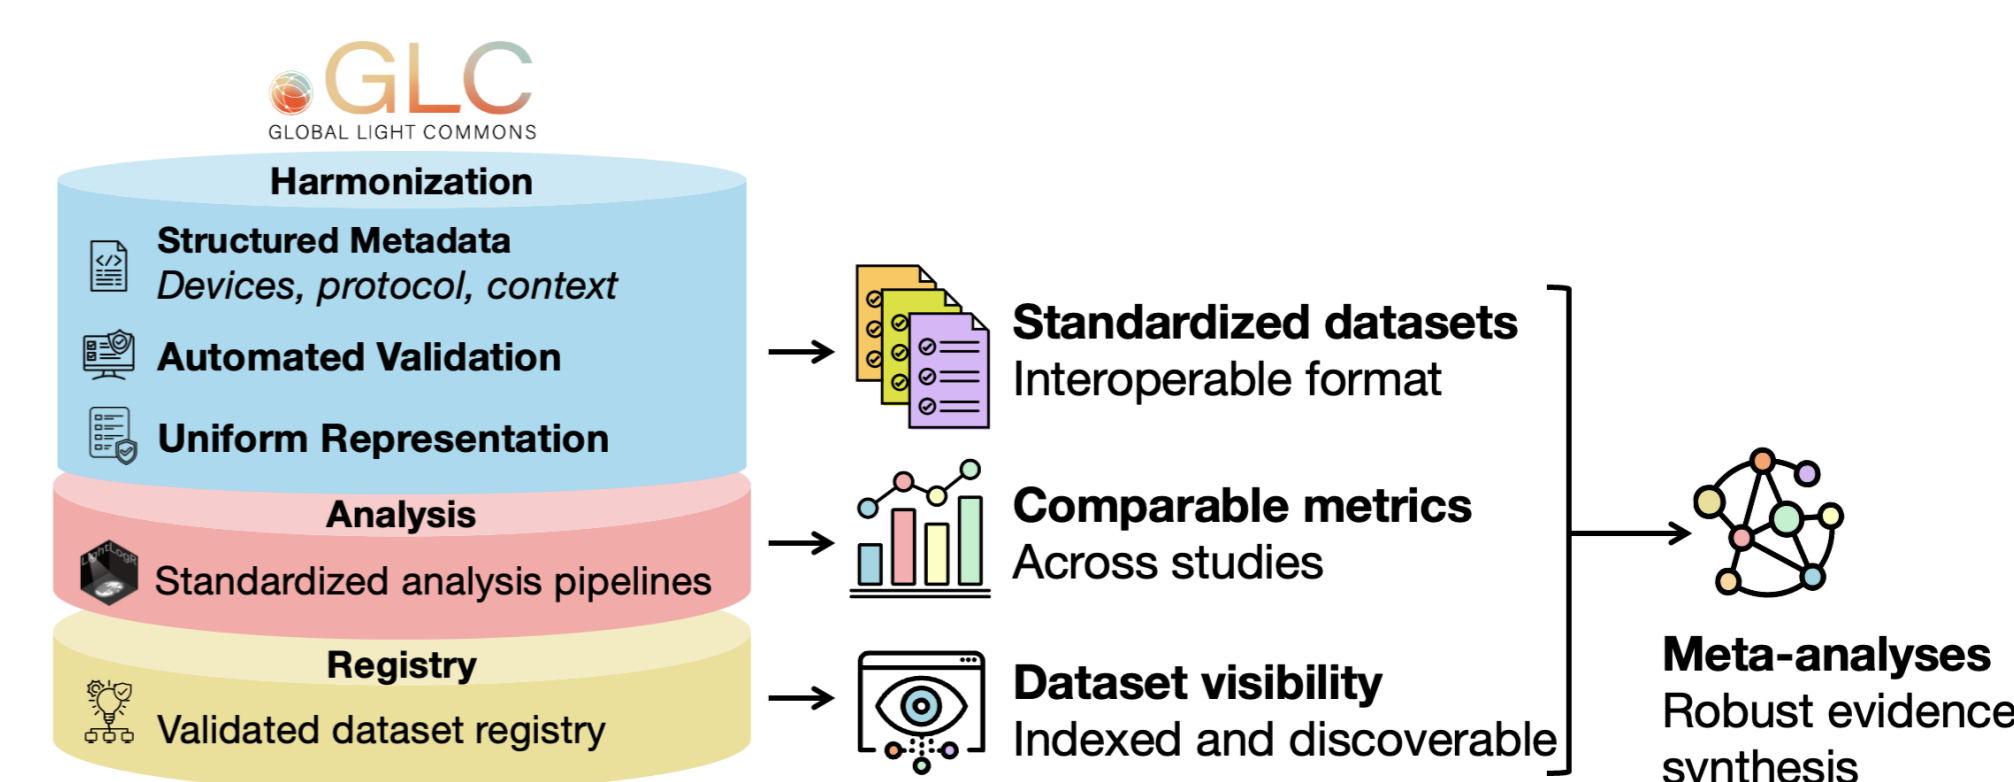 GLC
GLOBAL LIGHT COMMONS
Harmonization
Structured Metadata
Devices, protocol, context
Automated Validation
Uniform Representation
Analysis
LightLogR
Standardized analysis pipelines
Registry
Validated dataset registry
Standardized datasets
Interoperable format
Comparable metrics
Across studies
Dataset visibility
Indexed and discoverable
Meta-analyses
Robust evidence
synthesis